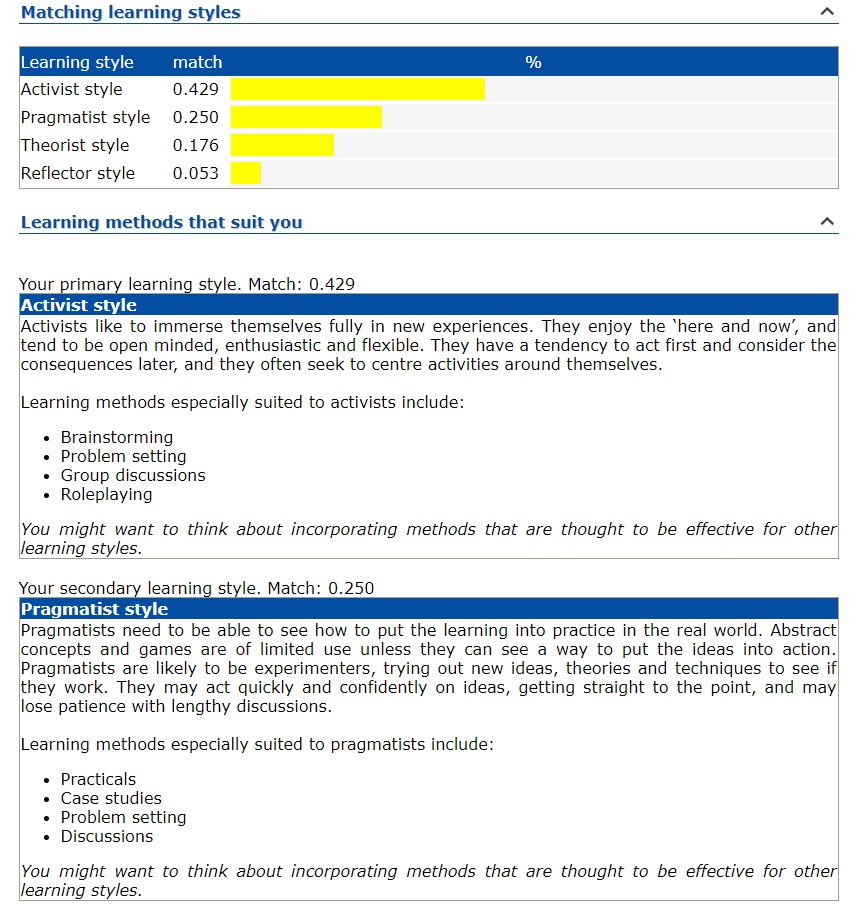 Matching learning styles
Learning style match %
Activist style 0.429
Pragmatist style 0.250
Theorist style 0.176
Reflector style 0.053
Learning methods that suit you
Your primary learning style. Match: 0.429
Activist style
Activists like to immerse themselves fully in new experiences. They enjoy the ‘here and now’, and
tend to be open minded, enthusiastic and flexible. They have a tendency to act first and consider the
consequences later, and they often seek to centre activities around themselves.
Learning methods especially suited to activists include:
• Brainstorming
• Problem setting
• Group discussions
• Roleplaying
You might want to think about incorporating methods that are thought to be effective for other
learning styles.
Your secondary learning style. Match: 0.250
Pragmatist style
Pragmatists need to be able to see how to put the learning into practice in the real world. Abstract
concepts and games are of limited use unless they can see a way to put the ideas into action.
Pragmatists are likely to be experimenters, trying out new ideas, theories and techniques to see if
they work. They may act quickly and confidently on ideas, getting straight to the point, and may
lose patience with lengthy discussions.
Learning methods especially suited to pragmatists include:
• Practicals
• Case studies
• Problem setting
• Discussions
You might want to think about incorporating methods that are thought to be effective for other
learning styles.